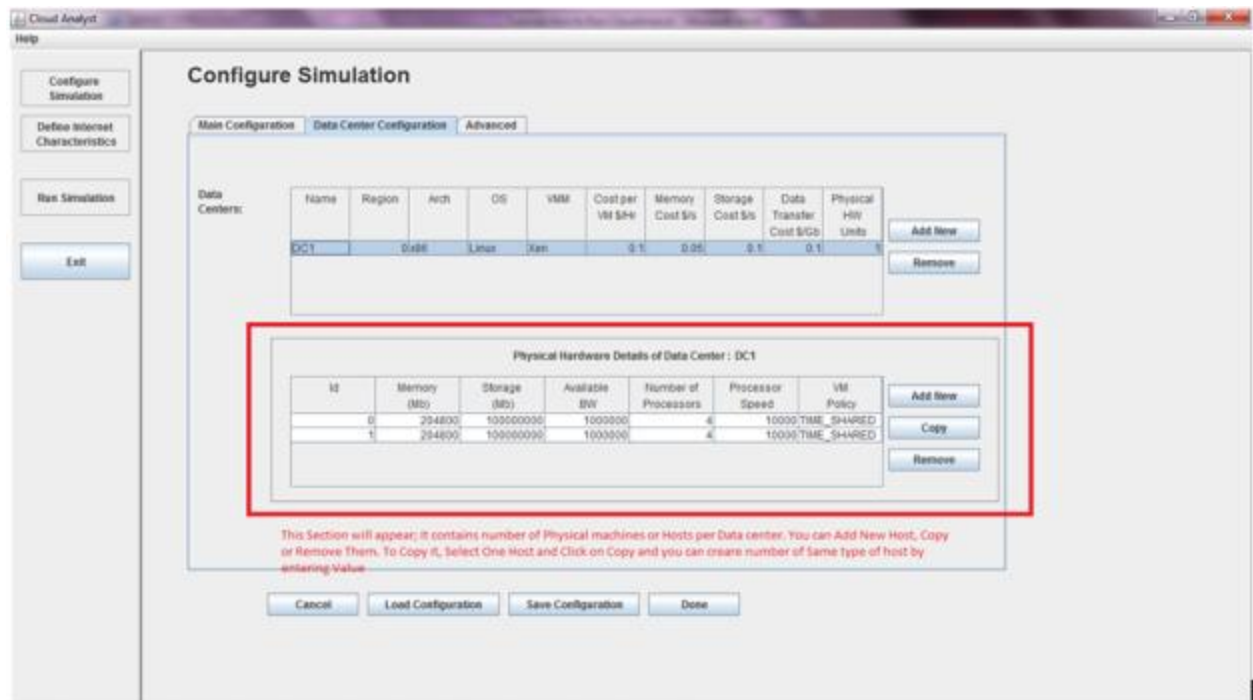 Cloud Analyst
Help
Configure Simulation
Define Internet Characteristics
Run Simulation
Exit
Configure Simulation
Main Configuration Data Center Configuration Advanced
Data Centers:
Name Region Arch OS VMM Cost per VM $/Hr Memory Cost $/s Storage Cost $/s Data Transfer Cost $/Gb Physical HW Units
DC1 0 x86 Linux Xen 0.1 0.05 0.1 0.1 1
Add New
Remove
Physical Hardware Details of Data Center : DC1
Id Memory (Mb) Storage (Mb) Available BW Number of Processors Processor Speed VM Policy
0 204800 100000000 1000000 4 10000 TIME_SHARED
1 204800 100000000 1000000 4 10000 TIME_SHARED
Add New
Copy
Remove
This Section will appear; it contains number of Physical machines or Hosts per Data center. You can Add New Host, Copy
or Remove Them. To Copy it, Select One Host and Click on Copy and you can creare number of Same type of host by
entering Value
Cancel Load Configuration Save Configuration Done